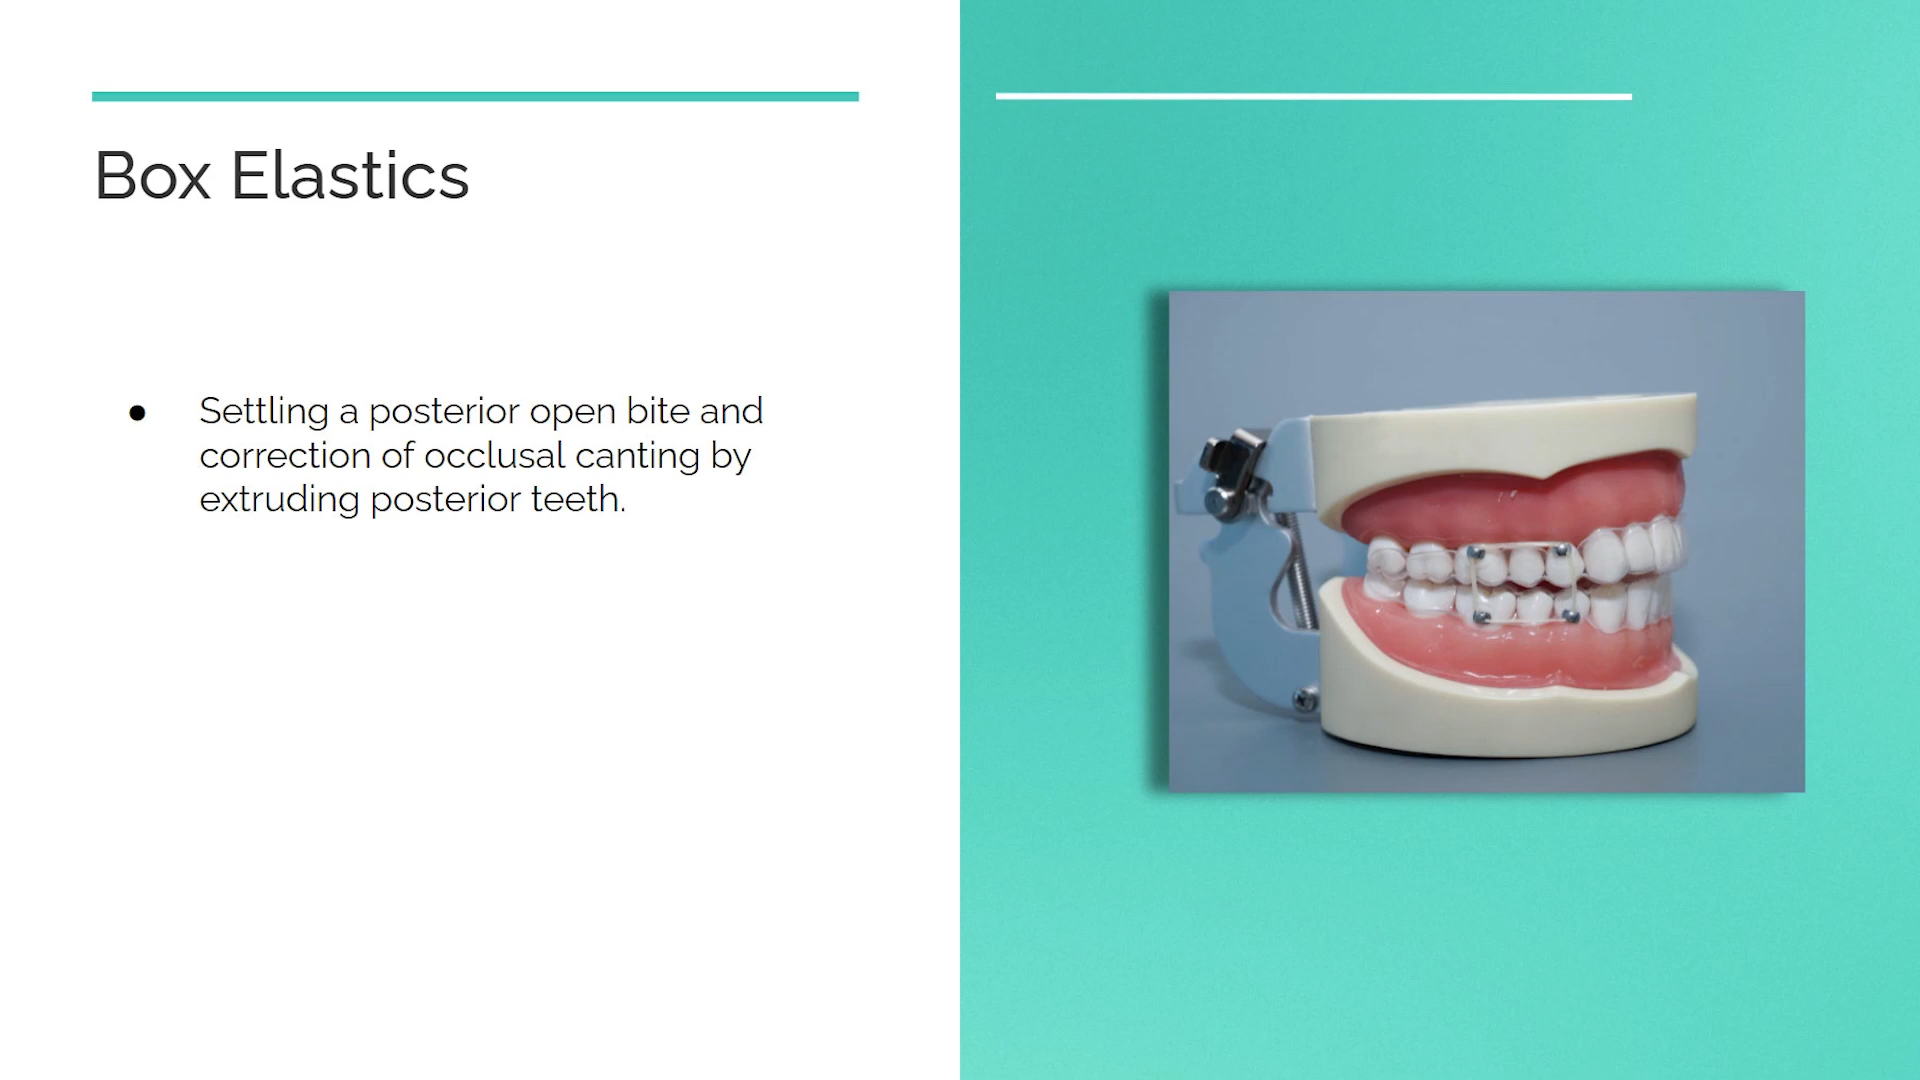 Box Elastics
● Settling a posterior open bite and
correction of occlusal canting by
extruding posterior teeth.